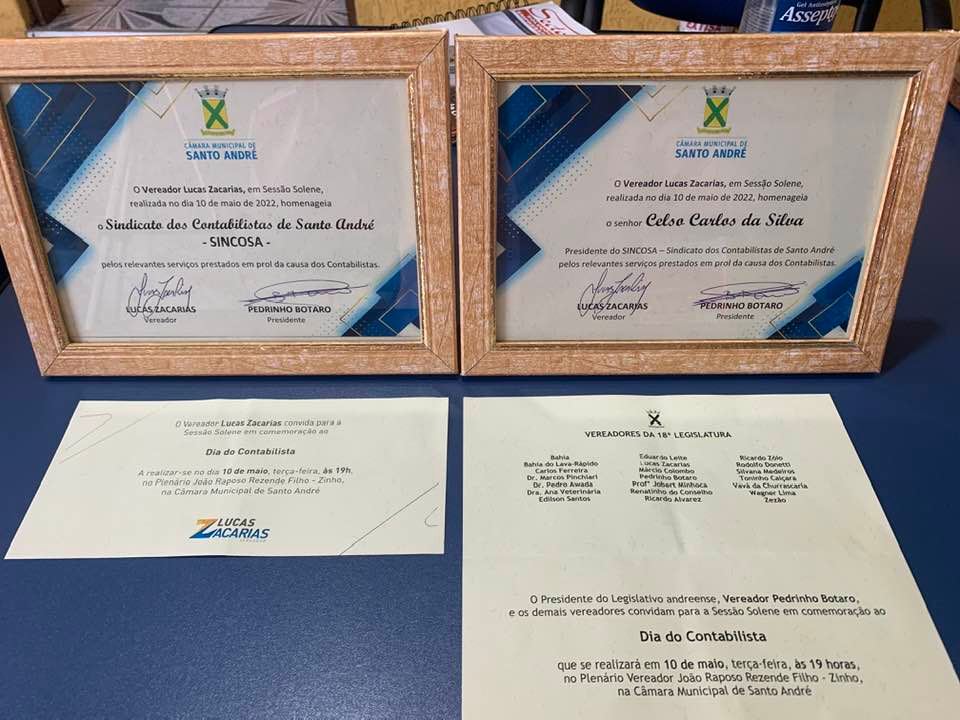 Gel Antisséptico
Assept
CÂMARA MUNICIPAL DE
SANTO ANDRÉ
O Vereador Lucas Zacarias, em Sessão Solene,
realizada no dia 10 de maio de 2022, homenageia
o Sindicato dos Contabilistas de Santo André
- SINCOSA -
pelos relevantes serviços prestados em prol da causa dos Contabilistas.
LUCAS ZACARIAS
Vereador
PEDRINHO BOTARO
Presidente
CÂMARA MUNICIPAL DE
SANTO ANDRÉ
O Vereador Lucas Zacarias, em Sessão Solene,
realizada no dia 10 de maio de 2022, homenageia
o senhor Celso Carlos da Silva
Presidente do SINCOSA – Sindicato dos Contabilistas de Santo André
pelos relevantes serviços prestados em prol da causa dos Contabilistas.
LUCAS ZACARIAS
Vereador
PEDRINHO BOTARO
Presidente
O Vereador Lucas Zacarias convida para a
Sessão Solene em comemoração ao
Dia do Contabilista
A realizar-se no dia 10 de maio, terça-feira, às 19h,
no Plenário João Raposo Rezende Filho - Zinho,
na Câmara Municipal de Santo André
LUCAS
ZACARIAS
VEREADORES DA 18ª LEGISLATURA
Bahia
Bahia do Lava-Rápido
Carlos Ferreira
Dr. Marcos Pinchiari
Dr. Pedro Awada
Dra. Ana Veterinária
Edilson Santos
Eduardo Leite
Lucas Zacarias
Márcio Colombo
Pedrinho Botaro
Profº Jobert Minhoca
Renatinho do Conselho
Ricardo Alvarez
Ricardo Zóio
Rodolfo Donetti
Silvana Medeiros
Toninho Caiçara
Vavá da Churrascaria
Wagner Lima
Zezão
O Presidente do Legislativo andreense, Vereador Pedrinho Botaro,
e os demais vereadores convidam para a Sessão Solene em comemoração ao
Dia do Contabilista
que se realizará em 10 de maio, terça-feira, às 19 horas,
no Plenário Vereador João Raposo Rezende Filho - Zinho,
na Câmara Municipal de Santo André